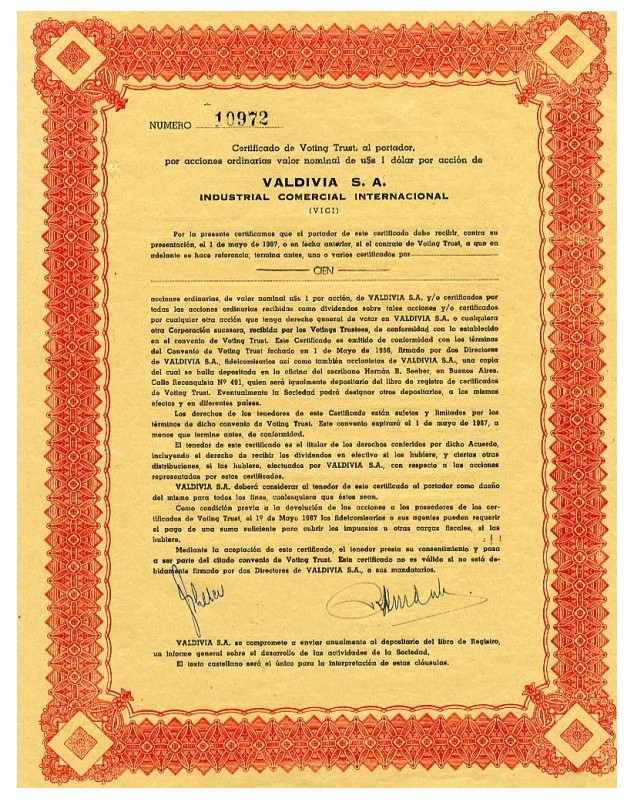 NUMERO 10972
Certificado de Voting Trust, al portador,
por acciones ordinarias valor nominal de u$s 1 dólar por acción de
VALDIVIA S. A.
INDUSTRIAL COMERCIAL INTERNACIONAL
(VICI)
Por la presente certificamos que el portador de este certificado debe recibir, contra su
presentación, el 1 de mayo de 1987, o en fecha anterior, si el contrato de Voting Trust, a que en
adelante se hace referencia, termina antes, uno o varios certificados por
CIEN
acciones ordinarias, de valor nominal u$s 1 por acción, de VALDIVIA S.A. y/o certificados por
todas las acciones ordinarias recibidas como dividendos sobre tales acciones y/o certificados
por cualquier otra acción que tenga derecho general de votar en VALDIVIA S.A. o cualquiera
otra Corporación sucesora, recibida por los Votings Trustees, de conformidad con lo establecido
en el convenio de Voting Trust. Este Certificado es emitido de conformidad con los términos
del Convenio de Voting Trust fechado en 1 de Mayo de 1956, firmado por dos Directores
de VALDIVIA S.A., fideicomisarios así como también accionistas de VALDIVIA S.A., una copia
del cual se halla depositada en la oficina del escribano Hernán R. Seeber, en Buenos Aires.
Calle Reconquista Nº 491, quien será igualmente depositario del libro de registro de certificados
de Voting Trust. Eventualmente la Sociedad podrá designar otros depositarios, a los mismos
efectos y en diferentes países.
Los derechos de los tenedores de este Certificado están sujetos y limitados por los
términos de dicho convenio de Voting Trust. Este convenio expirará el 1 de mayo de 1987, a
menos que termine antes, de conformidad.
El tenedor de este certificado es el titular de los derechos conferidos por dicho Acuerdo,
incluyendo el derecho de recibir los dividendos en efectivo si los hubiere, y ciertas otras
distribuciones, si las hubiere, efectuados por VALDIVIA S.A., con respecto a las acciones
representadas por estos certificados.
VALDIVIA S.A. deberá considerar al tenedor de este certificado al portador como dueño
del mismo para todos los fines, cualesquiera que éstos sean.
Como condición previa a la devolución de las acciones a los poseedores de los cer-
tificados de Voting Trust, el 1º de Mayo 1987 los fideicomisarios o sus agentes pueden requerir
el pago de una suma suficiente para cubrir los impuestos u otras cargas fiscales, si las
hubiere.
Mediante la aceptación de este certificado, el tenedor presta su consentimiento y pasa
a ser parte del citado convenio de Voting Trust. Este certificado no es válido si no está de-
bidamente firmado por dos Directores de VALDIVIA S.A., o sus mandatarios.
VALDIVIA S.A. se compromete a enviar anualmente al depositario del libro de Registro,
un informe general sobre el desarrollo de las actividades de la Sociedad.
El texto castellano será el único para la interpretación de estas cláusulas.